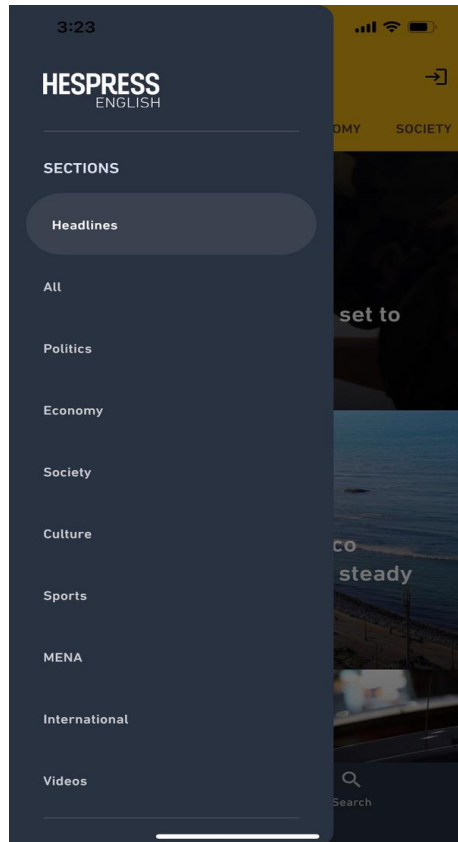 3:23
HESPRESS
ENGLISH
OMY SOCIETY
SECTIONS
Headlines
All
set to
Politics
Economy
Society
Culture
co
steady
Sports
MENA
International
Videos
Search